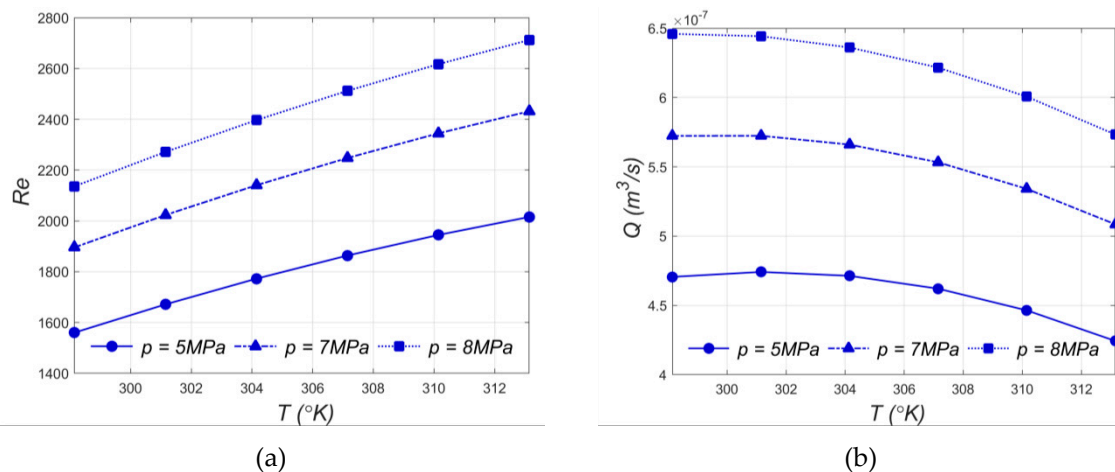 2800
2600
2400
2200
2000
1800
1600
1400
Re
300 302 304 306 308 310 312
T (°K)
p = 5MPa p = 7MPa p = 8MPa
(a)
×10⁻⁷
6.5
6
5.5
5
4.5
4
Q (m³/s)
300 302 304 306 308 310 312
T (°K)
p = 5MPa p = 7MPa p = 8MPa
(b)